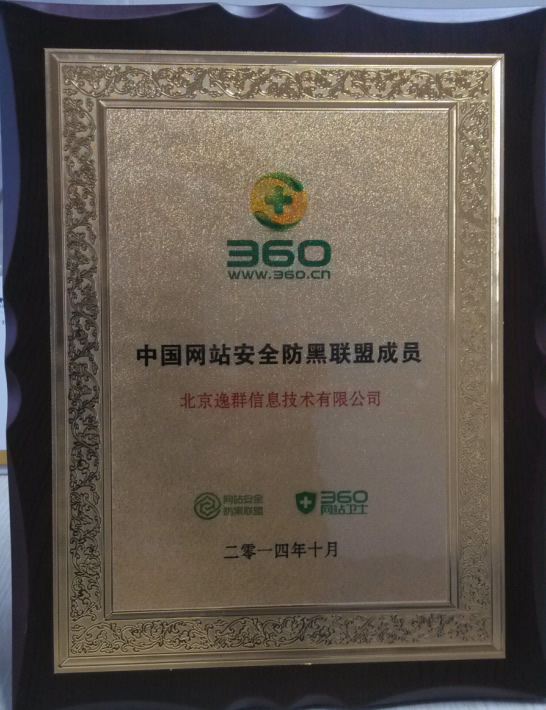 360
WWW.360.CN
中国网站安全防黑联盟成员
北京逸群信息技术有限公司
网站安全
防黑联盟
360
网站卫士
二零一四年十月